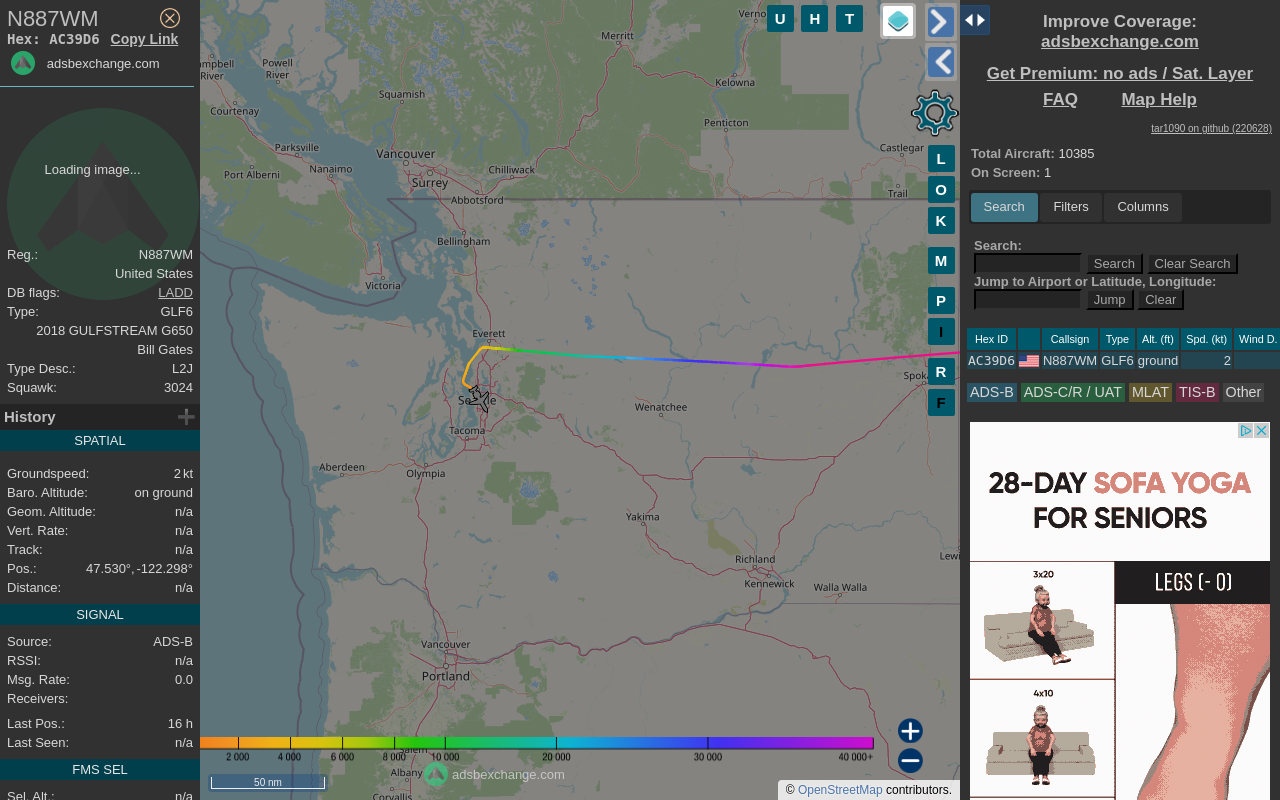 N887WM
Hex: AC39D6 Copy Link
adsbexchange.com
Loading image...
Reg.: N887WM
United States
DB flags: LADD
Type: GLF6
2018 GULFSTREAM G650
Bill Gates
Type Desc.: L2J
Squawk: 3024
History
SPATIAL
Groundspeed: 2 kt
Baro. Altitude: on ground
Geom. Altitude: n/a
Vert. Rate: n/a
Track: n/a
Pos.: 47.530°, -122.298°
Distance: n/a
SIGNAL
Source: ADS-B
RSSI: n/a
Msg. Rate: 0.0
Receivers:
Last Pos.: 16 h
Last Seen: n/a
FMS SEL
Sel. Alt.: n/a
U H T
Merritt
Powell
River
River
Squamish
Kelowna
Courtenay
Penticton
Parksville
Vancouver
Castlegar
Nanaimo
Chilliwack
Port Alberni
Surrey
Trail
Abbotsford
Bellingham
Victoria
Everett
Wenatchee
Tacoma
Aberdeen
Olympia
Yakima
Richland
Kennewick
Walla Walla
Vancouver
Portland
Albany
Corvallis
L
O
K
M
P
I
R
F
2 000 4 000 6 000 8 000 10 000 20 000 30 000 40 000+
50 nm
adsbexchange.com
© OpenStreetMap contributors.
Improve Coverage:
adsbexchange.com
Get Premium: no ads / Sat. Layer
FAQ Map Help
tar1090 on github (220628)
Total Aircraft: 10385
On Screen: 1
Search Filters Columns
Search:
Search Clear Search
Jump to Airport or Latitude, Longitude:
Jump Clear
Hex ID Callsign Type Alt. (ft) Spd. (kt) Wind D.
AC39D6 N887WM GLF6 ground 2
ADS-B ADS-C/R / UAT MLAT TIS-B Other
28-DAY SOFA YOGA
FOR SENIORS
3x20
LEGS (- 0)
4x10